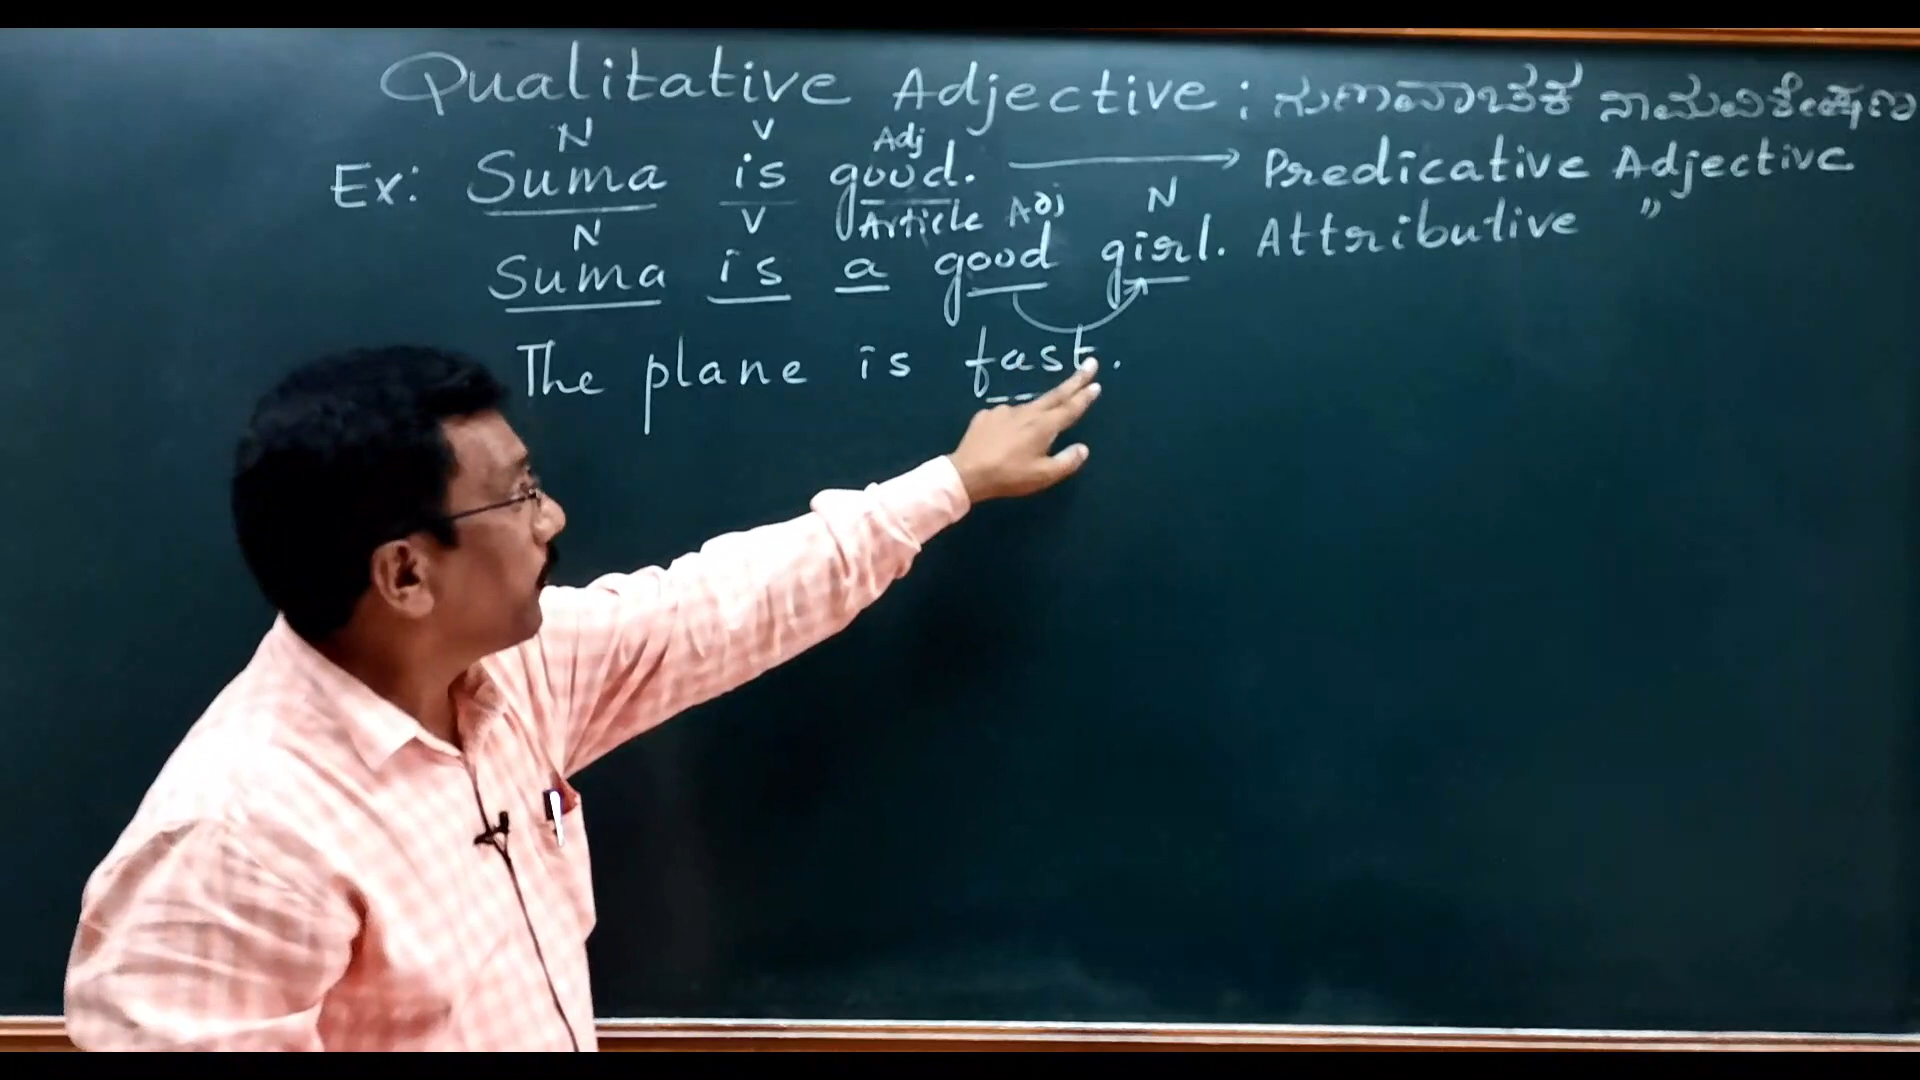 Qualitative Adjective : ಗುಣವಾಚಕ ನಾಮವಿಶೇಷಣ
N V Adj
Ex: Suma is good. → Predicative Adjective
N V Article Adj N
Suma is a good girl. Attributive "
The plane is fast.